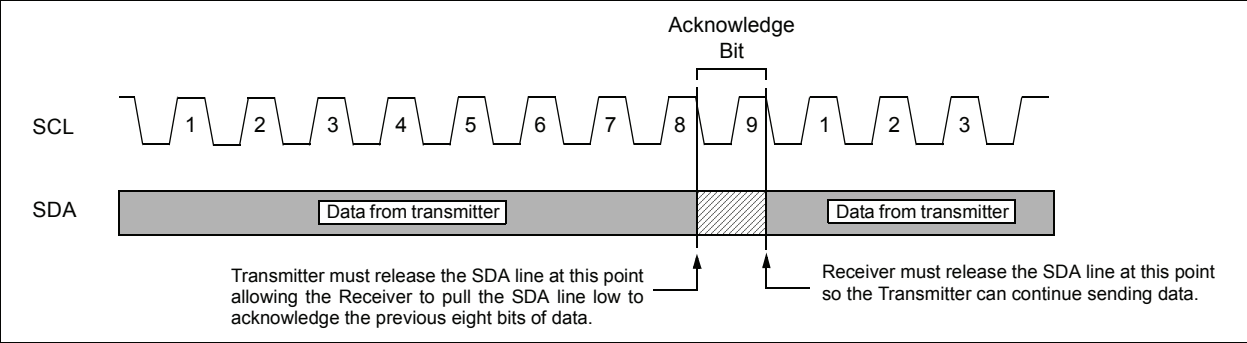 Acknowledge
Bit
SCL
1 2 3 4 5 6 7 8 9 1 2 3
SDA
Data from transmitter Data from transmitter
Transmitter must release the SDA line at this point
allowing the Receiver to pull the SDA line low to
acknowledge the previous eight bits of data.
Receiver must release the SDA line at this point
so the Transmitter can continue sending data.